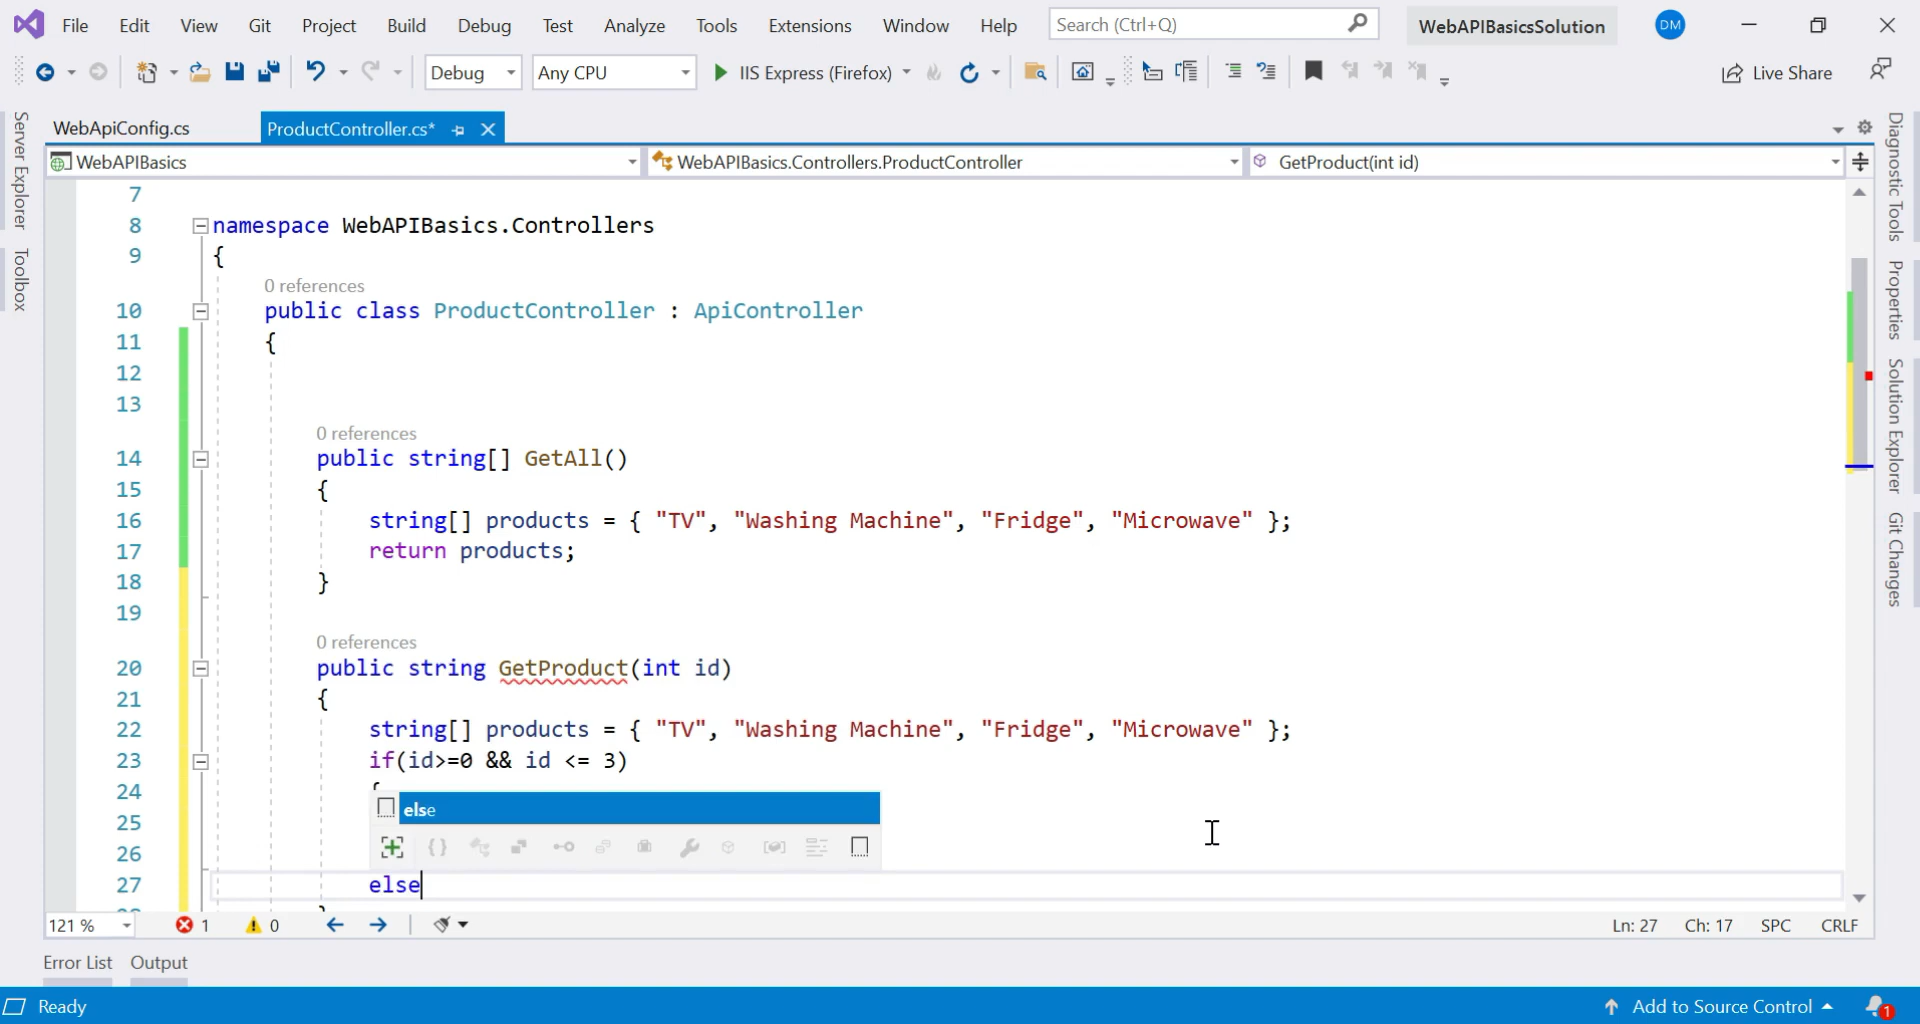 File Edit View Git Project Build Debug Test Analyze Tools Extensions Window Help Search (Ctrl+Q) WebAPIBasicsSolution DM
Debug Any CPU IIS Express (Firefox) Live Share
WebApiConfig.cs ProductController.cs*
WebAPIBasics WebAPIBasics.Controllers.ProductController GetProduct(int id)
Server Explorer
Toolbox
7
8 namespace WebAPIBasics.Controllers
9 {
0 references
10 public class ProductController : ApiController
11 {
12
13
0 references
14 public string[] GetAll()
15 {
16 string[] products = { "TV", "Washing Machine", "Fridge", "Microwave" };
17 return products;
18 }
19
0 references
20 public string GetProduct(int id)
21 {
22 string[] products = { "TV", "Washing Machine", "Fridge", "Microwave" };
23 if(id>=0 && id <= 3)
24 {
else
25
26
27 else
Diagnostic Tools
Properties
Solution Explorer
Git Changes
121 % 1 0 Ln: 27 Ch: 17 SPC CRLF
Error List Output
Ready Add to Source Control 1